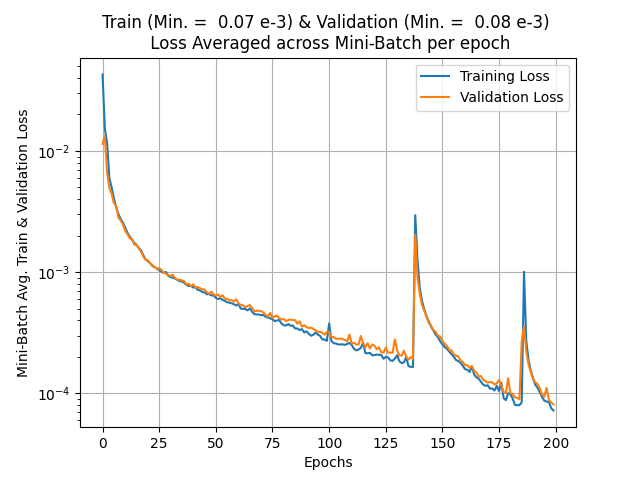 Train (Min. =  0.07 e-3) & Validation (Min. =  0.08 e-3)
Loss Averaged across Mini-Batch per epoch
Training Loss
Validation Loss
Mini-Batch Avg. Train & Validation Loss
10⁻²
10⁻³
10⁻⁴
0 25 50 75 100 125 150 175 200
Epochs